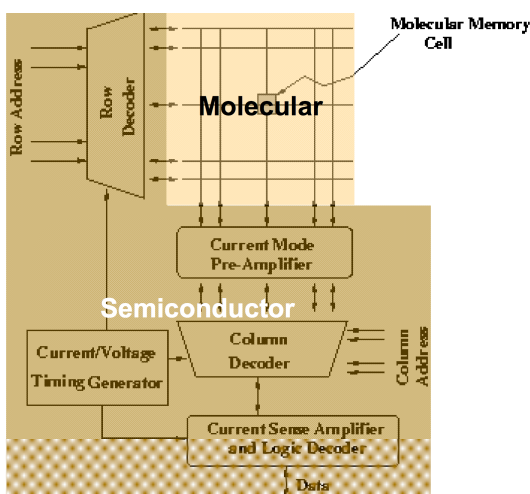 Molecular Memory
Cell
Row Address
Row
Decoder
Molecular
Current Mode
Pre-Amplifier
Semiconductor
Current/Voltage
Timing Generator
Column
Decoder
Column
Address
Current Sense Amplifier
and Logic Decoder
Data